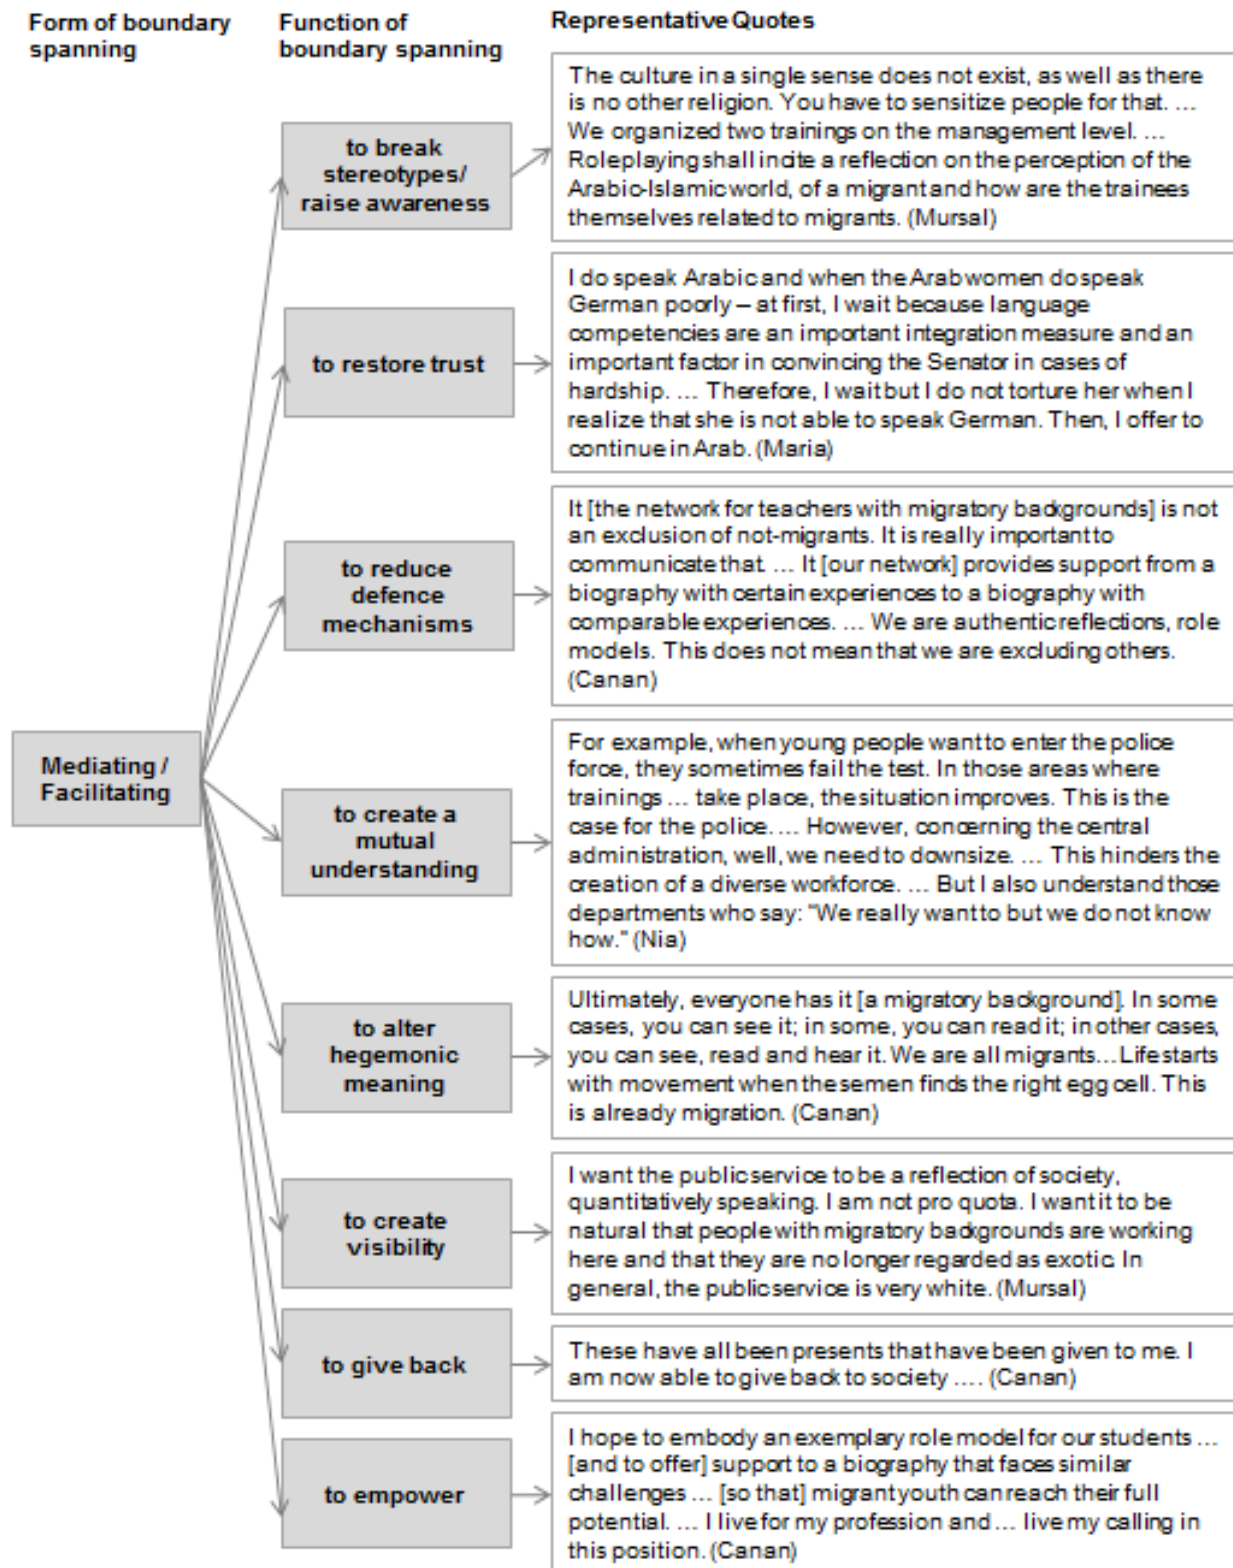 Form of boundary
spanning
Function of
boundary spanning
Representative Quotes
Mediating /
Facilitating
to break
stereotypes/
raise awareness
The culture in a single sense does not exist, as well as there
is no other religion. You have to sensitize people for that. ...
We organized two trainings on the management level. ...
Roleplaying shall incite a reflection on the perception of the
Arabic-Islamic world, of a migrant and how are the trainees
themselves related to migrants. (Mursal)
to restore trust
I do speak Arabic and when the Arab women do speak
German poorly – at first, I wait because language
competencies are an important integration measure and an
important factor in convincing the Senator in cases of
hardship. ... Therefore, I wait but I do not torture her when I
realize that she is not able to speak German. Then, I offer to
continue in Arab. (Maria)
to reduce
defence
mechanisms
It [the network for teachers with migratory backgrounds] is not
an exclusion of not-migrants. It is really important to
communicate that. ... It [our network] provides support from a
biography with certain experiences to a biography with
comparable experiences. ... We are authentic reflections, role
models. This does not mean that we are excluding others.
(Canan)
to create a
mutual
understanding
For example, when young people want to enter the police
force, they sometimes fail the test. In those areas where
trainings ... take place, the situation improves. This is the
case for the police. ... However, concerning the central
administration, well, we need to downsize. ... This hinders the
creation of a diverse workforce. ... But I also understand those
departments who say: "We really want to but we do not know
how." (Nia)
to alter
hegemonic
meaning
Ultimately, everyone has it [a migratory background]. In some
cases, you can see it; in some, you can read it; in other cases,
you can see, read and hear it. We are all migrants... Life starts
with movement when the semen finds the right egg cell. This
is already migration. (Canan)
to create
visibility
I want the public service to be a reflection of society,
quantitatively speaking. I am not pro quota. I want it to be
natural that people with migratory backgrounds are working
here and that they are no longer regarded as exotic. In
general, the public service is very white. (Mursal)
to give back
These have all been presents that have been given to me. I
am now able to give back to society .... (Canan)
to empower
I hope to embody an exemplary role model for our students ...
[and to offer] support to a biography that faces similar
challenges ... [so that] migrant youth can reach their full
potential. ... I live for my profession and ... live my calling in
this position. (Canan)